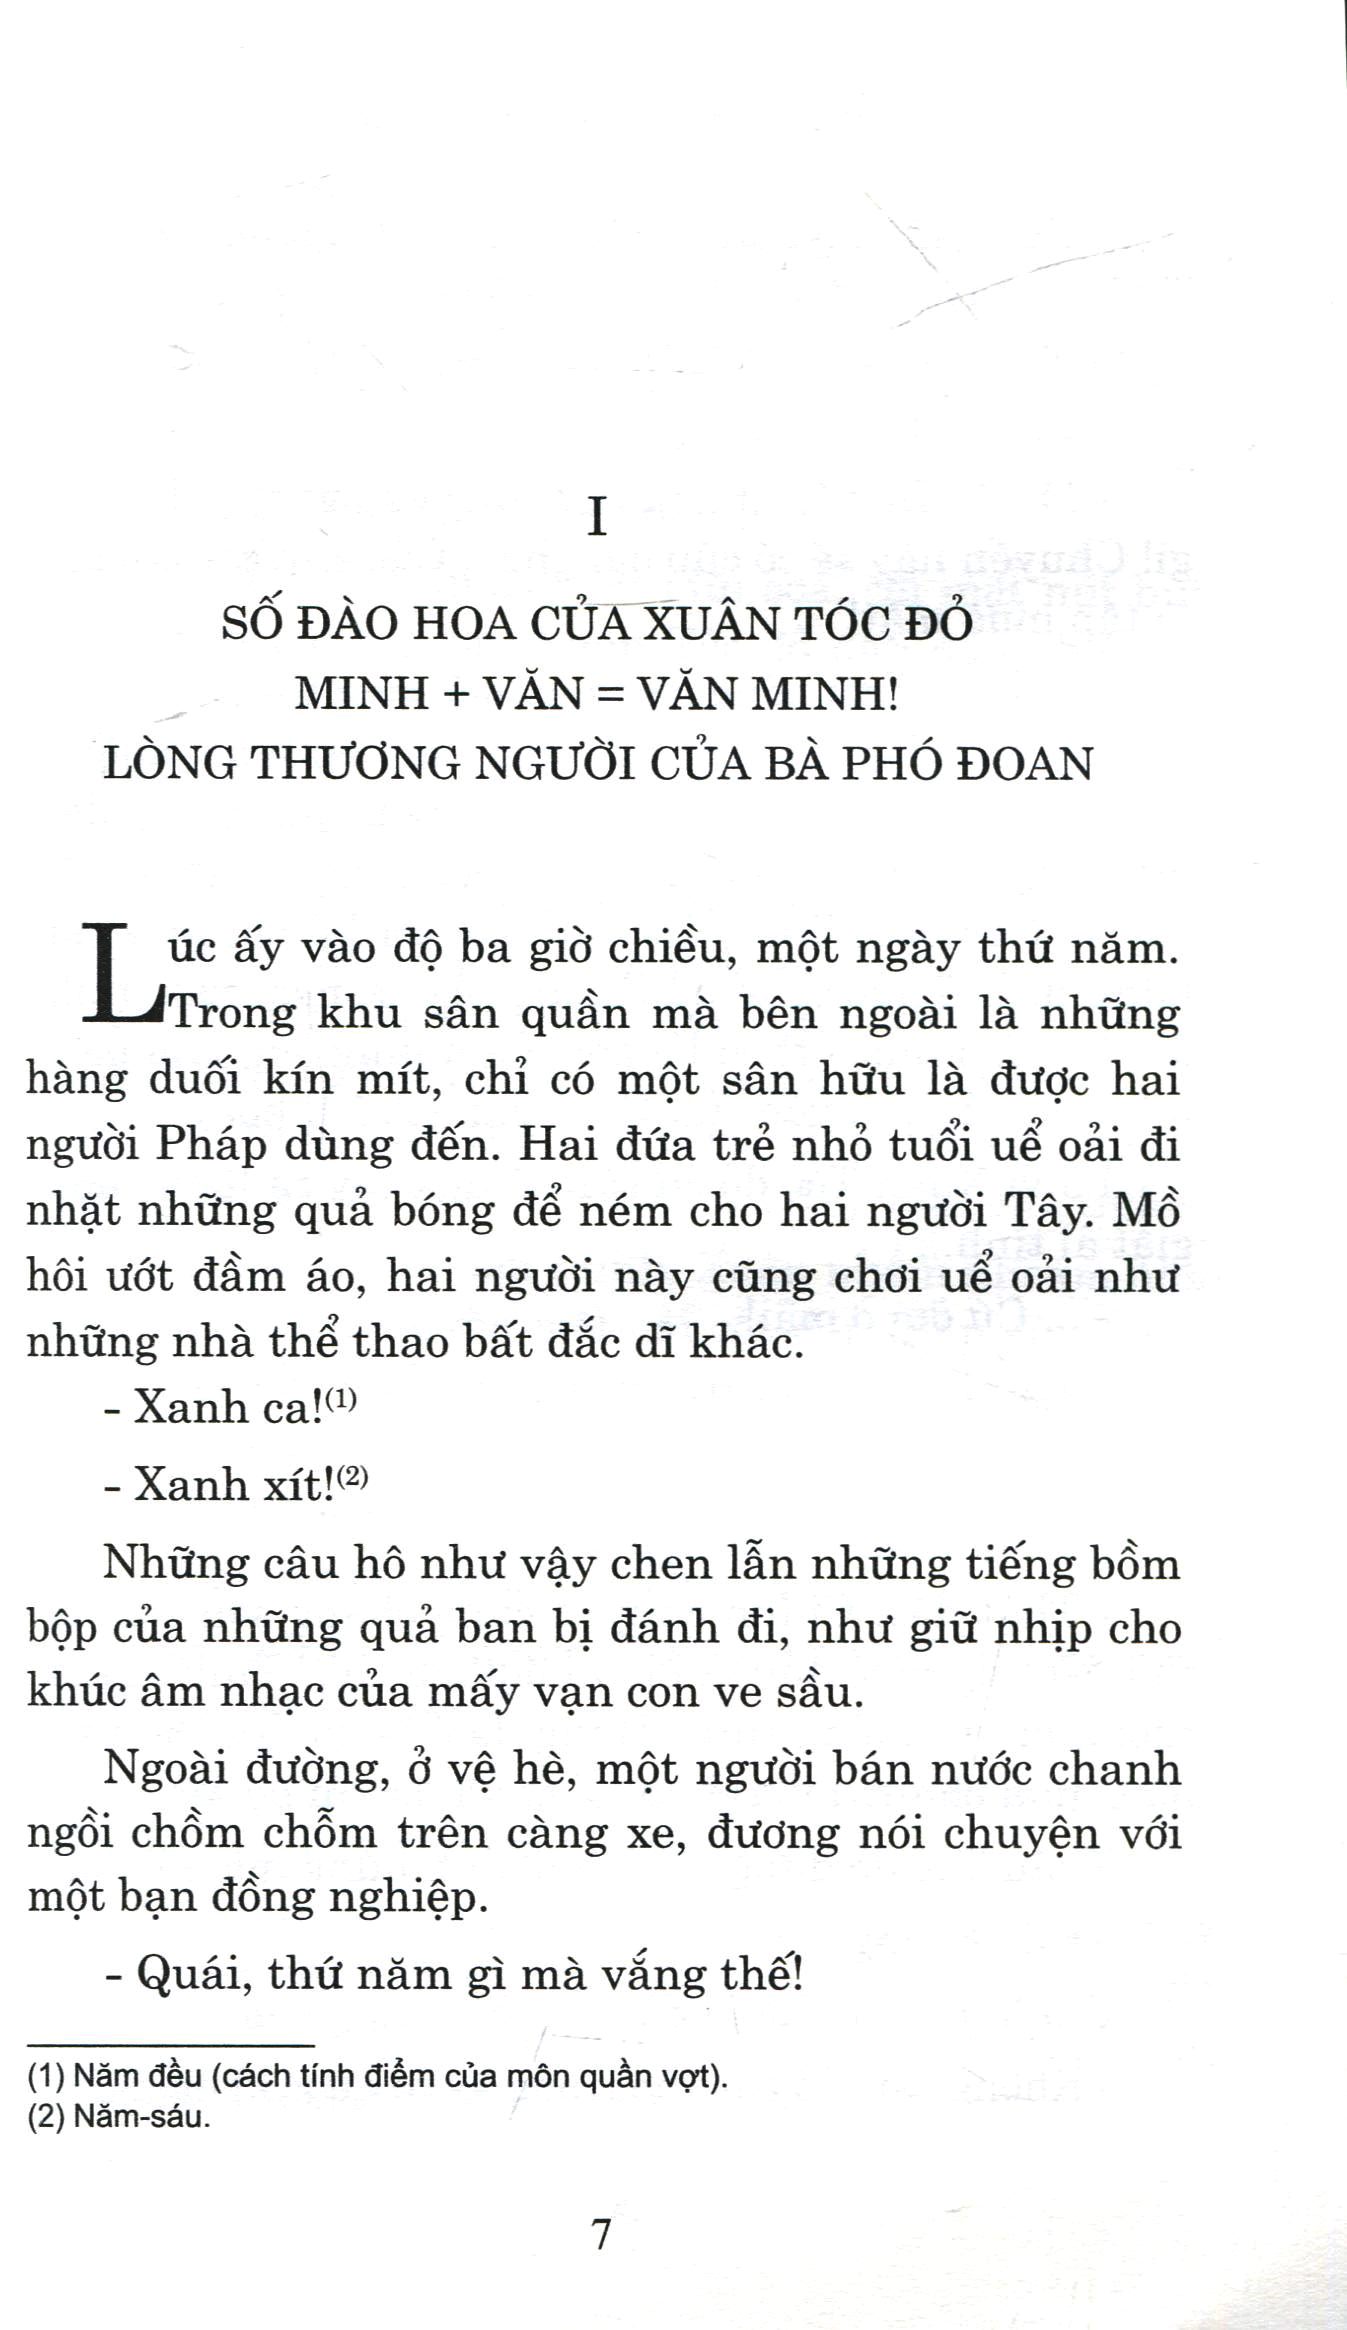 I
SỐ ĐÀO HOA CỦA XUÂN TÓC ĐỎ
MINH + VĂN = VĂN MINH!
LÒNG THƯƠNG NGƯỜI CỦA BÀ PHÓ ĐOAN
Lúc ấy vào độ ba giờ chiều, một ngày thứ năm.
Trong khu sân quần mà bên ngoài là những
hàng duối kín mít, chỉ có một sân hữu là được hai
người Pháp dùng đến. Hai đứa trẻ nhỏ tuổi uể oải đi
nhặt những quả bóng để ném cho hai người Tây. Mồ
hôi ướt đầm áo, hai người này cũng chơi uể oải như
những nhà thể thao bất đắc dĩ khác.
- Xanh ca!(1)
- Xanh xít!(2)
Những câu hô như vậy chen lẫn những tiếng bồm
bộp của những quả ban bị đánh đi, như giữ nhịp cho
khúc âm nhạc của mấy vạn con ve sầu.
Ngoài đường, ở vệ hè, một người bán nước chanh
ngồi chồm chỗm trên càng xe, đương nói chuyện với
một bạn đồng nghiệp.
- Quái, thứ năm gì mà vắng thế!
(1) Năm đều (cách tính điểm của môn quần vợt).
(2) Năm-sáu.
7